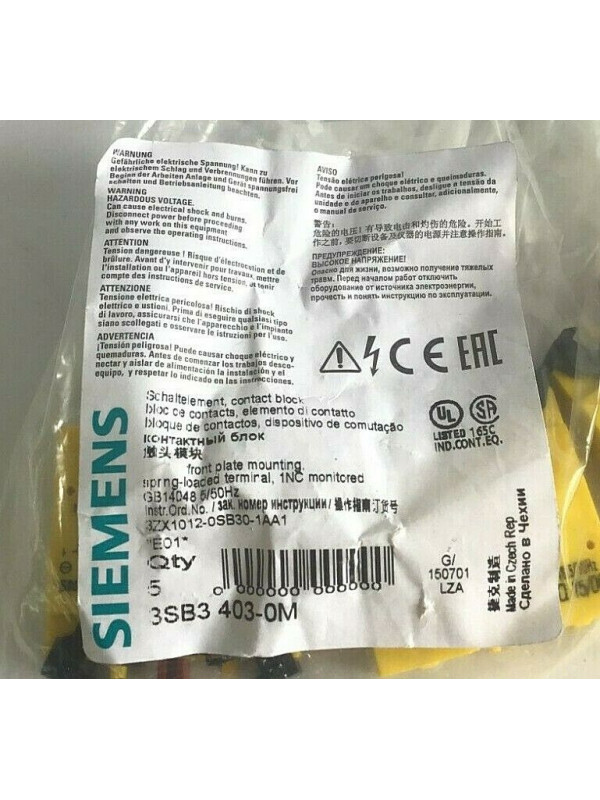 WARNUNG
Gefährliche elektrische Spannung! Kann zu
elektrischem Schlag und Verbrennungen führen. Vor
Beginn der Arbeiten Anlage und Gerät spannungsfrei
schalten und Betriebsanleitung beachten.
WARNING
HAZARDOUS VOLTAGE.
Can cause electrical shock and burns.
Disconnect power before proceeding
with any work on this equipment
and observe the operating instructions.
ATTENTION
Tension dangereuse ! Risque d'électrocution et de
brûlure. Avant d'y intervenir pour travaux, mettre
l'installation ou l'appareil hors tension, et tenir
compte des instructions de service.
ATTENZIONE
Tensione elettrica pericolosa! Rischio di shock
elettrico e ustioni. Prima di eseguire qualsiasi tipo
di lavoro, assicurarsi che l'apparecchio e l'impianto
siano scollegati e osservare le istruzioni per l'uso.
ADVERTENCIA
¡Tensión peligrosa! Puede causar choque eléctrico y
quemaduras. Antes de comenzar los trabajos desco-
nectar y aislar de alimentación la instalación y el
equipo, y respetar lo indicado en las instrucciones.
AVISO
Tensão elétrica perigosa!
Pode causar um choque elétrico e queimaduras.
Antes de iniciar os trabalhos, desligue a tensão da
unidade e do aparelho e consultar, adicionalmente,
o manual de serviço.
警告:
危险的电压!有导致电击和灼伤的危险。开始工
作之前,要切断设备及仪器的电源并注意操作指南。
ПРЕДУПРЕЖДЕНИЕ:
ВЫСОКОЕ НАПРЯЖЕНИЕ!
Опасно для жизни, возможно получение тяжелых
травм. Перед началом работ отключить
оборудование от источника электроэнергии,
прочесть и понять инструкцию по эксплуатации.
CE EAC
UL SA
LISTED 165C
IND.CONT.EQ.
SIEMENS
Schaltelement, contact block
bloc de contacts, elemento di contatto
bloque de contactos, dispositivo de comutação
контактный блок
触头模块
front plate mounting,
spring-loaded terminal, 1NC monitored
GB14048.5/50Hz
Instr.Ord.No. / зак. номер инструкции / 操作指南订货号
3ZX1012-0SB30-1AA1
*E01*
Qty
5
0 000000 000000
3SB3 403-0M
G/
150701
LZA
捷克制造
Made in Czech Rep
Сделано в Чехии